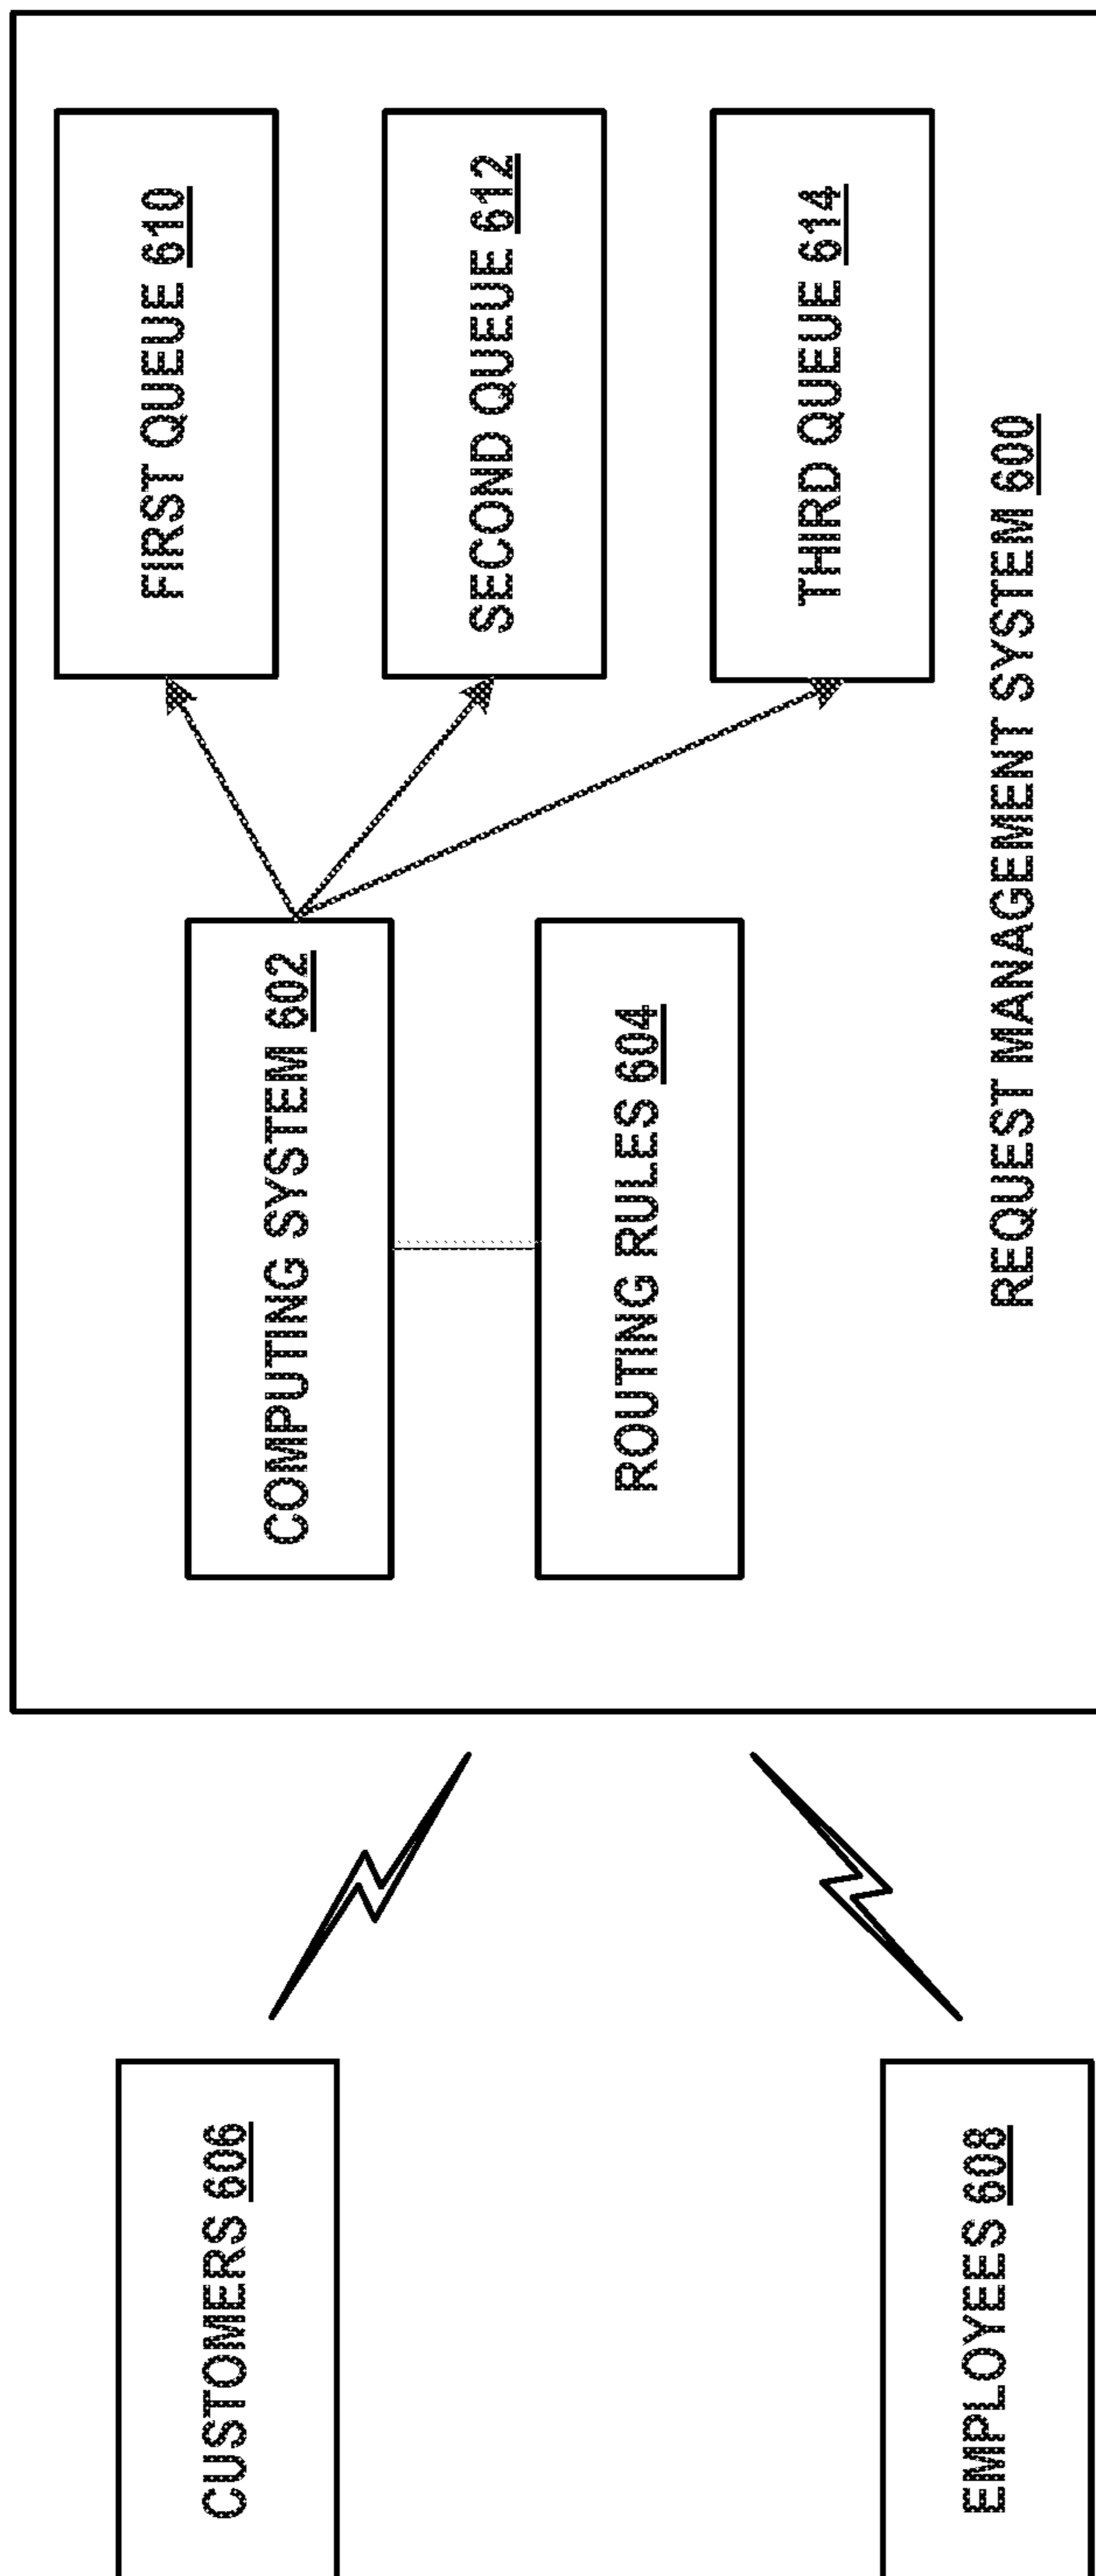 CUSTOMERS 606
EMPLOYEES 608
COMPUTING SYSTEM 602
ROUTING RULES 604
FIRST QUEUE 610
SECOND QUEUE 612
THIRD QUEUE 614
REQUEST MANAGEMENT SYSTEM 600